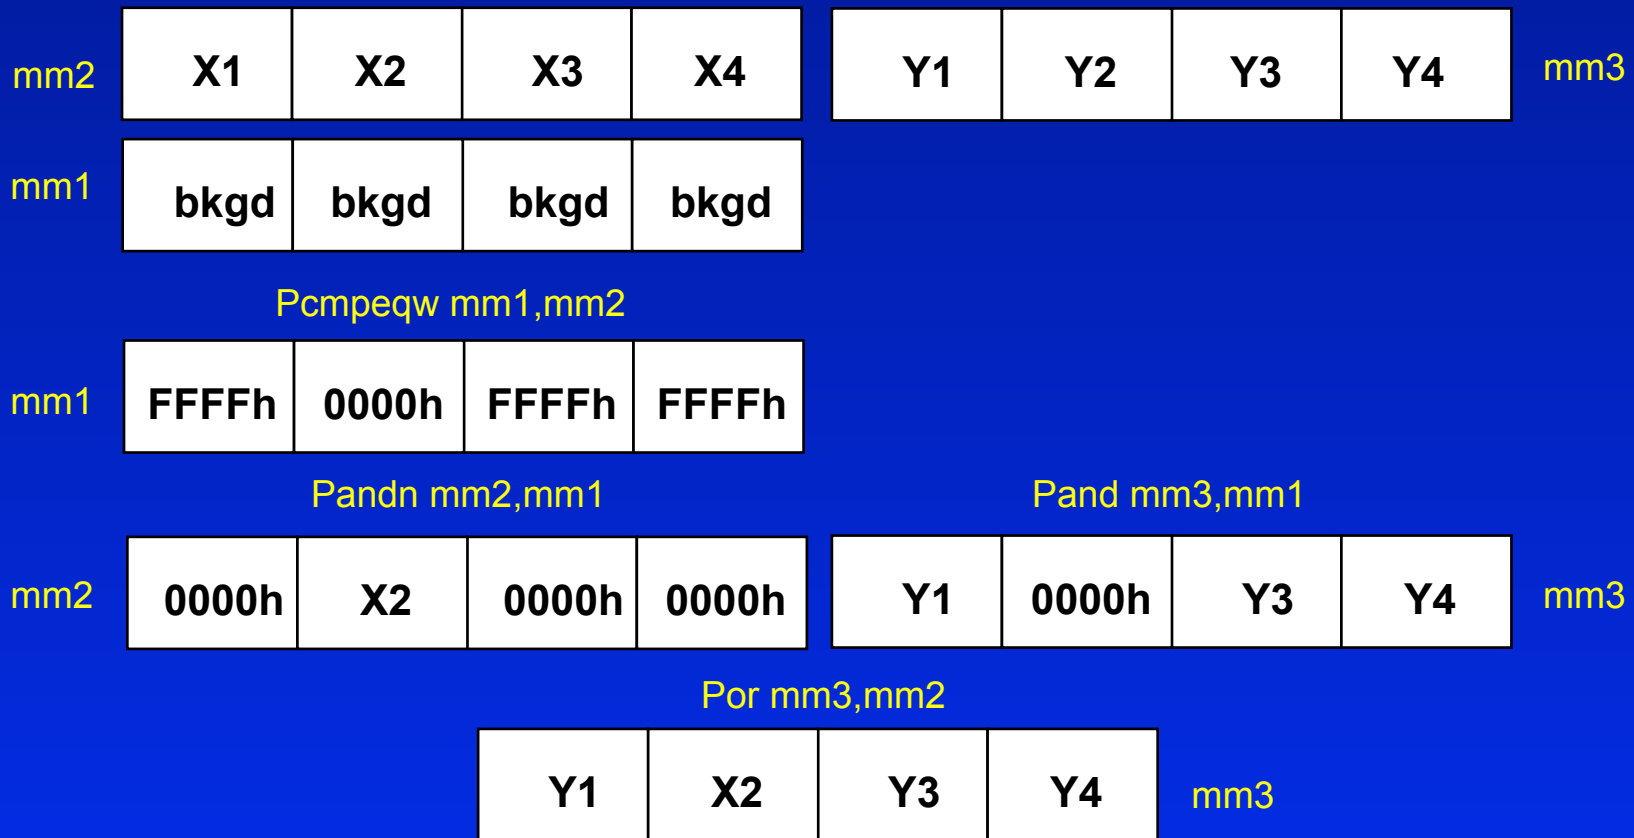 mm2 X1 X2 X3 X4 Y1 Y2 Y3 Y4 mm3
mm1 bkgd bkgd bkgd bkgd
Pcmpeqw mm1,mm2
mm1 FFFFh 0000h FFFFh FFFFh
Pandn mm2,mm1 Pand mm3,mm1
mm2 0000h X2 0000h 0000h Y1 0000h Y3 Y4 mm3
Por mm3,mm2
Y1 X2 Y3 Y4 mm3